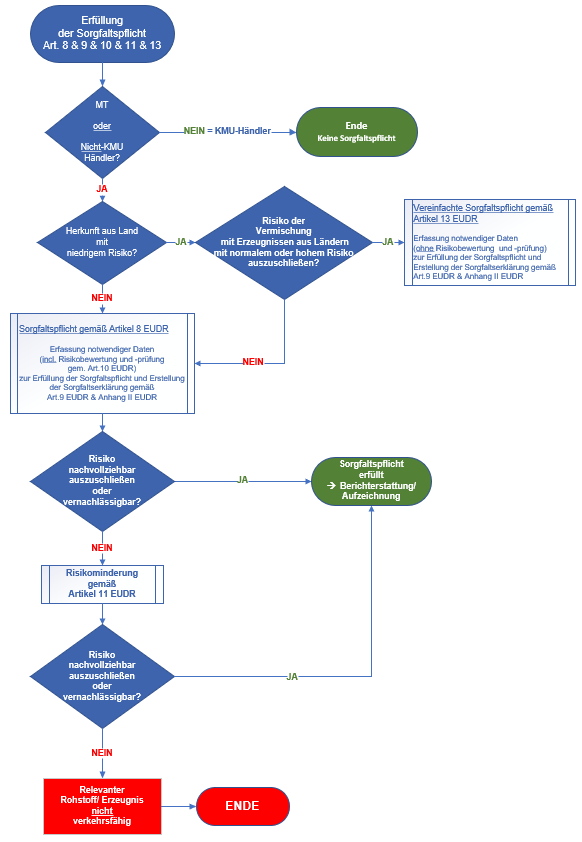 Erfüllung
der Sorgfaltspflicht
Art. 8 & 9 & 10 & 11 & 13
MT
oder
Nicht-KMU
Händler?
NEIN = KMU-Händler
Ende
Keine Sorgfaltspflicht
JA
Herkunft aus Land
mit
niedrigem Risiko?
JA
Risiko der
Vermischung
mit Erzeugnissen aus Ländern
mit normalem oder hohem Risiko
auszuschließen?
JA
Vereinfachte Sorgfaltspflicht gemäß
Artikel 13 EUDR
Erfassung notwendiger Daten
(ohne Risikobewertung und -prüfung)
zur Erfüllung der Sorgfaltspflicht und
Erstellung der Sorgfaltserklärung gemäß
Art.9 EUDR & Anhang II EUDR
NEIN
NEIN
Sorgfaltspflicht gemäß Artikel 8 EUDR
Erfassung notwendiger Daten
(incl. Risikobewertung und -prüfung
gem. Art.10 EUDR)
zur Erfüllung der Sorgfaltspflicht und Erstellung
der Sorgfaltserklärung gemäß
Art.9 EUDR & Anhang II EUDR
Risiko
nachvollziehbar
auszuschließen
oder
vernachlässigbar?
JA
Sorgfaltspflicht
erfüllt
→ Berichterstattung/
Aufzeichnung
NEIN
Risikominderung
gemäß
Artikel 11 EUDR
Risiko
nachvollziehbar
auszuschließen
oder
vernachlässigbar?
JA
NEIN
Relevanter
Rohstoff/ Erzeugnis
nicht
verkehrsfähig
ENDE